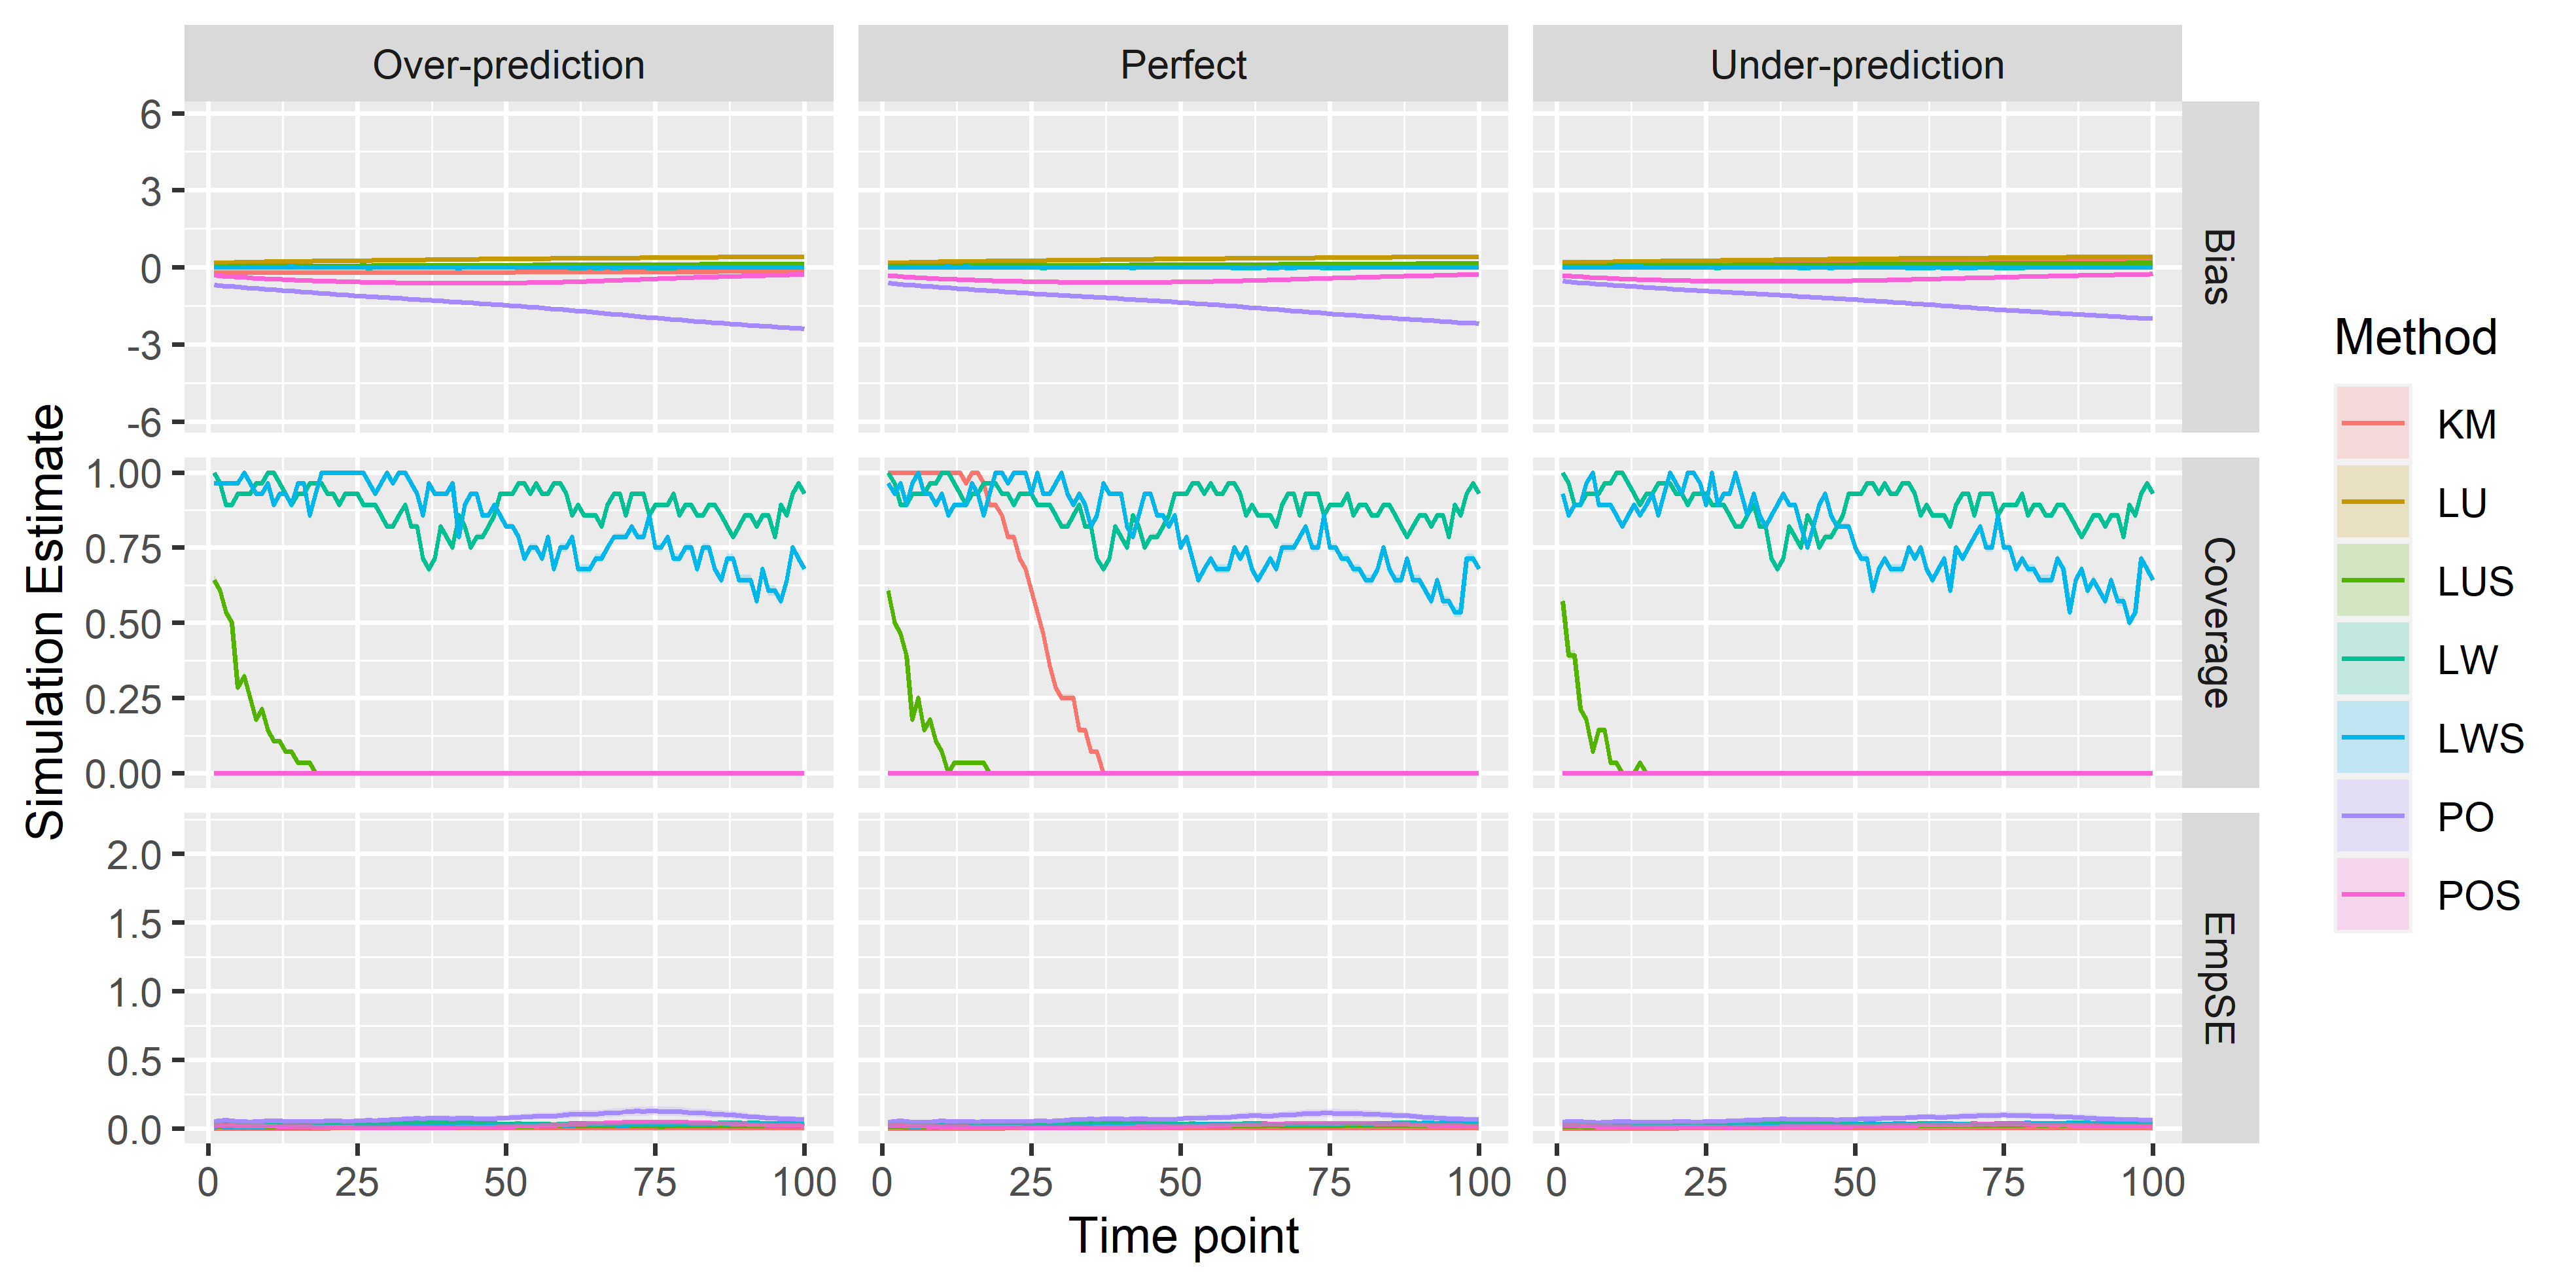 Over-prediction
Perfect
Under-prediction
6
3
0
-3
-6
Bias
1.00
0.75
0.50
0.25
0.00
Coverage
2.0
1.5
1.0
0.5
0.0
EmpSE
0 25 50 75 100
0 25 50 75 100
0 25 50 75 100
Time point
Simulation Estimate
Method
KM
LU
LUS
LW
LWS
PO
POS